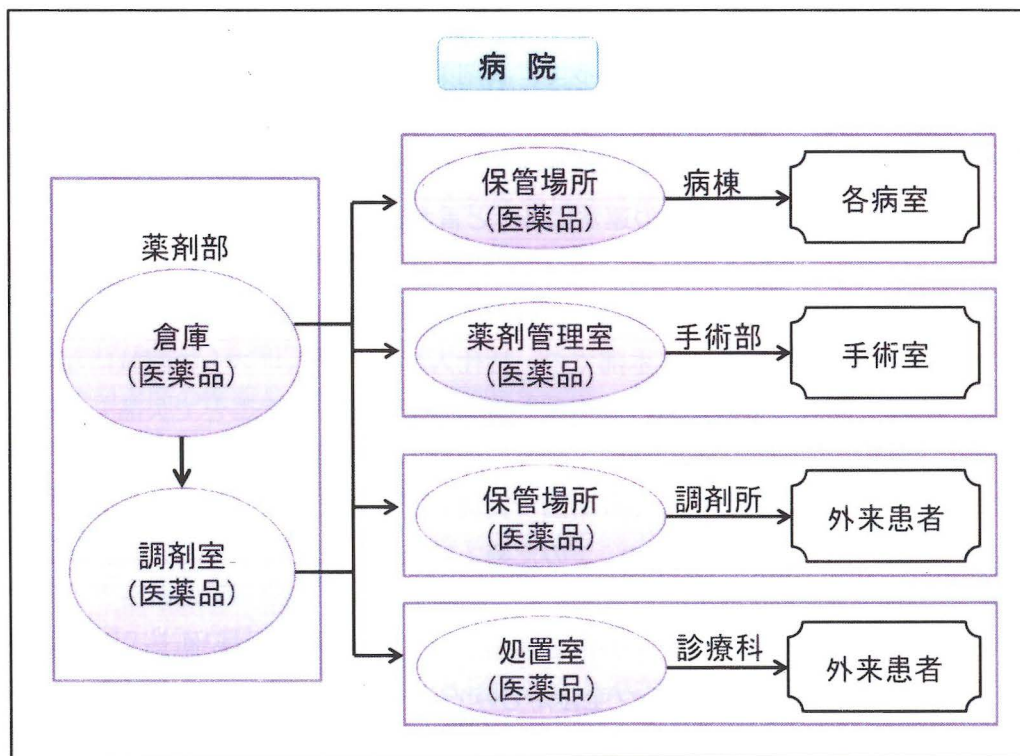 病 院
薬剤部
倉庫
(医薬品)
調剤室
(医薬品)
保管場所
(医薬品)
病棟
各病室
薬剤管理室
(医薬品)
手術部
手術室
保管場所
(医薬品)
調剤所
外来患者
処置室
(医薬品)
診療科
外来患者